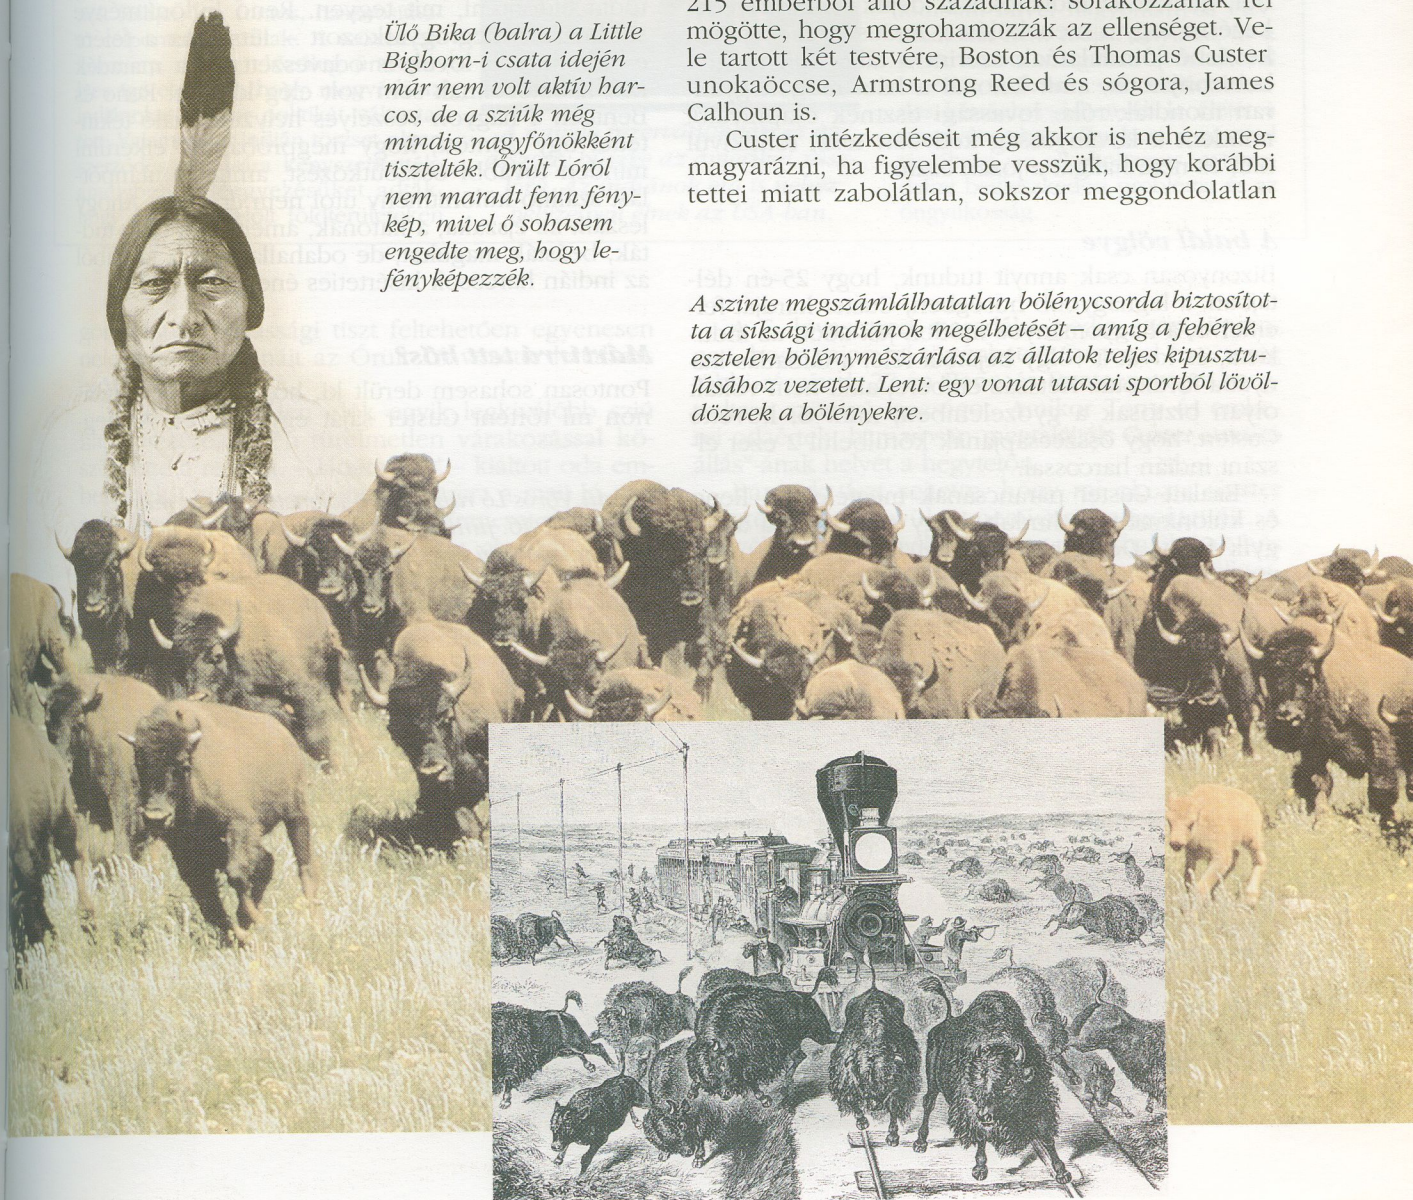 Ülő Bika (balra) a Little
Bighorn-i csata idején
már nem volt aktív har-
cos, de a sziúk még
mindig nagyfőnökként
tisztelték. Őrült Lóról
nem maradt fenn fény-
kép, mivel ő sohasem
engedte meg, hogy le-
fényképezzék.
215 emberből álló századnak: sorakozzanak fel
mögötte, hogy megrohamozzák az ellenséget. Ve-
le tartott két testvére, Boston és Thomas Custer
unokaöccse, Armstrong Reed és sógora, James
Calhoun is.
Custer intézkedéseit még akkor is nehéz meg-
magyarázni, ha figyelembe vesszük, hogy korábbi
tettei miatt zabolátlan, sokszor meggondolatlan
A szinte megszámlálhatatlan bölénycsorda biztosítot-
ta a síksági indiánok megélhetését – amíg a fehérek
esztelen bölénymészárlása az állatok teljes kipusztu-
lásához vezetett. Lent: egy vonat utasai sportból lövöl-
döznek a bölényekre.